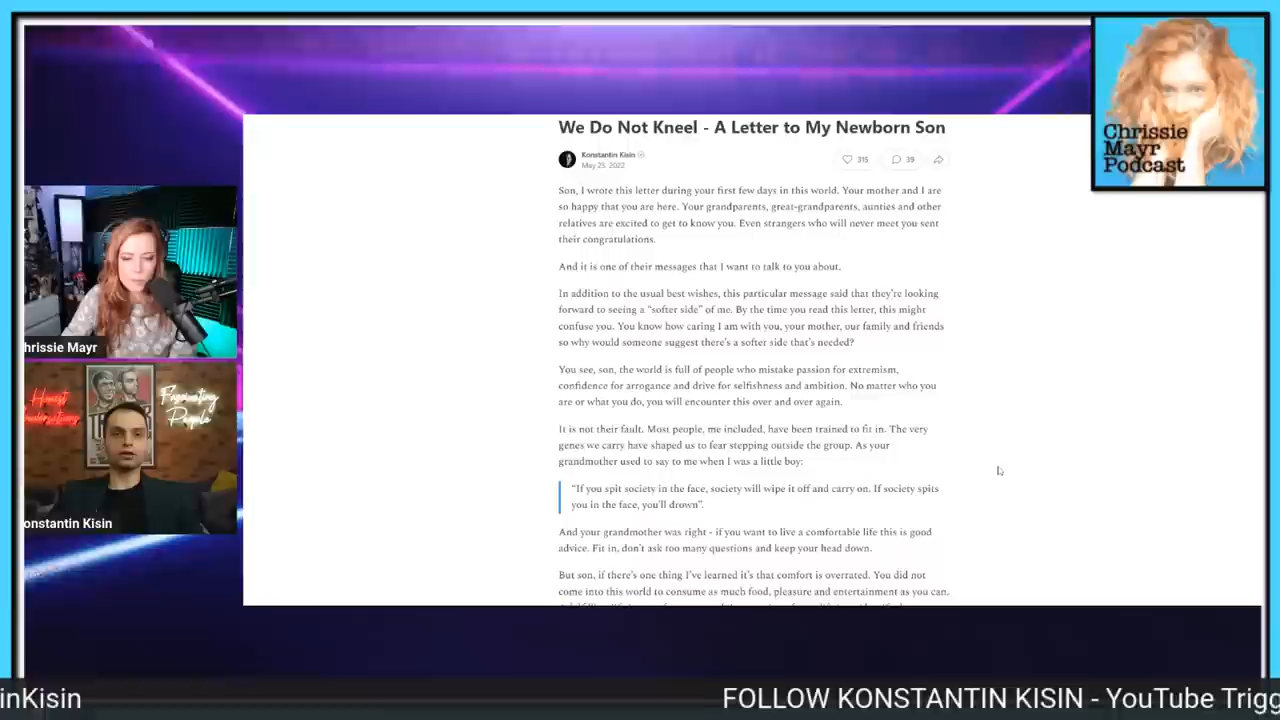 We Do Not Kneel - A Letter to My Newborn Son
Konstantin Kisin
May 25, 2022
315
39
Son, I wrote this letter during your first few days in this world. Your mother and I are
so happy that you are here. Your grandparents, great-grandparents, aunties and other
relatives are excited to get to know you. Even strangers who will never meet you sent
their congratulations.
And it is one of their messages that I want to talk to you about.
In addition to the usual best wishes, this particular message said that they're looking
forward to seeing a “softer side” of me. By the time you read this letter, this might
confuse you. You know how caring I am with you, your mother, our family and friends
so why would someone suggest there's a softer side that's needed?
You see, son, the world is full of people who mistake passion for extremism,
confidence for arrogance and drive for selfishness and ambition. No matter who you
are or what you do, you will encounter this over and over again.
It is not their fault. Most people, me included, have been trained to fit in. The very
genes we carry have shaped us to fear stepping outside the group. As your
grandmother used to say to me when I was a little boy:
“If you spit society in the face, society will wipe it off and carry on. If society spits
you in the face, you'll drown”.
And your grandmother was right - if you want to live a comfortable life this is good
advice. Fit in, don't ask too many questions and keep your head down.
But son, if there's one thing I've learned it's that comfort is overrated. You did not
come into this world to consume as much food, pleasure and entertainment as you can.
Chrissie
Mayr
Podcast
hrissie Mayr
Honest
Fascinating
People
onstantin Kisin
inKisin
FOLLOW KONSTANTIN KISIN - YouTube Trigg